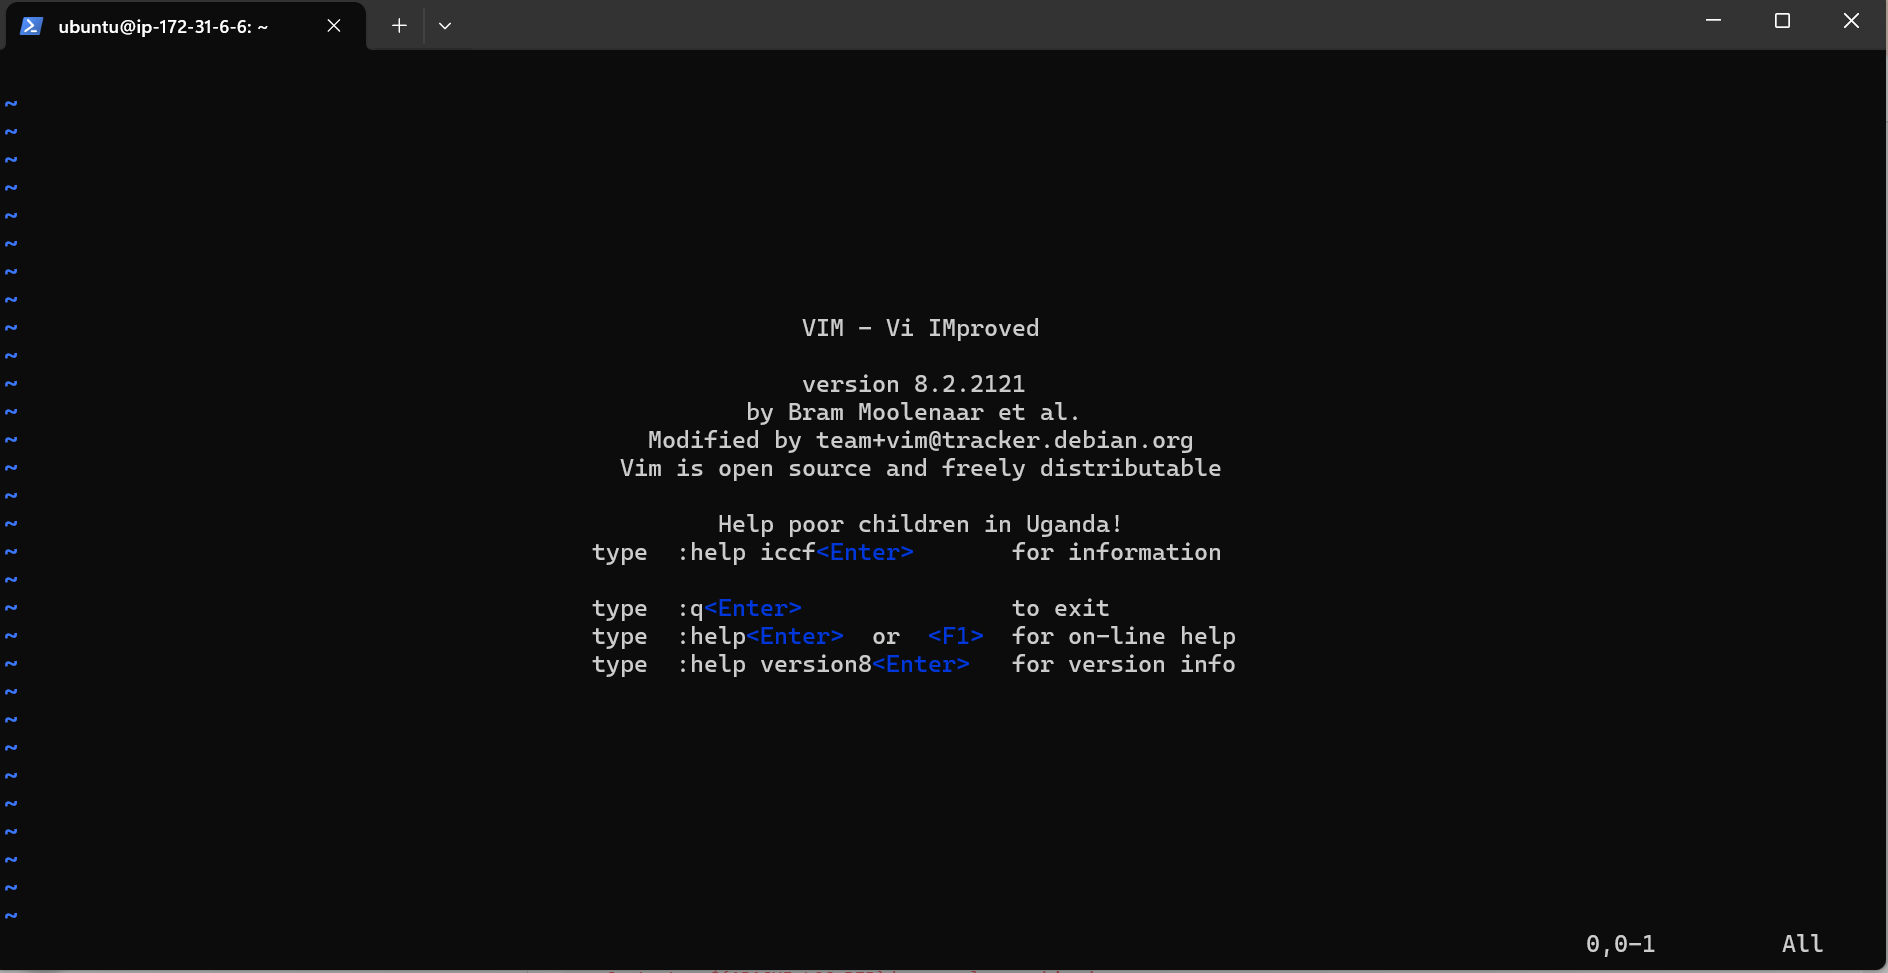 ubuntu@ip-172-31-6-6: ~
~
~
~
~
~
~
~
~
~ VIM - Vi IMproved
~
~ version 8.2.2121
~ by Bram Moolenaar et al.
~ Modified by team+vim@tracker.debian.org
~ Vim is open source and freely distributable
~
~ Help poor children in Uganda!
~ type :help iccf<Enter> for information
~
~ type :q<Enter> to exit
~ type :help<Enter> or <F1> for on-line help
~ type :help version8<Enter> for version info
~
~
~
~
~
~
~
~
~
0,0-1 All